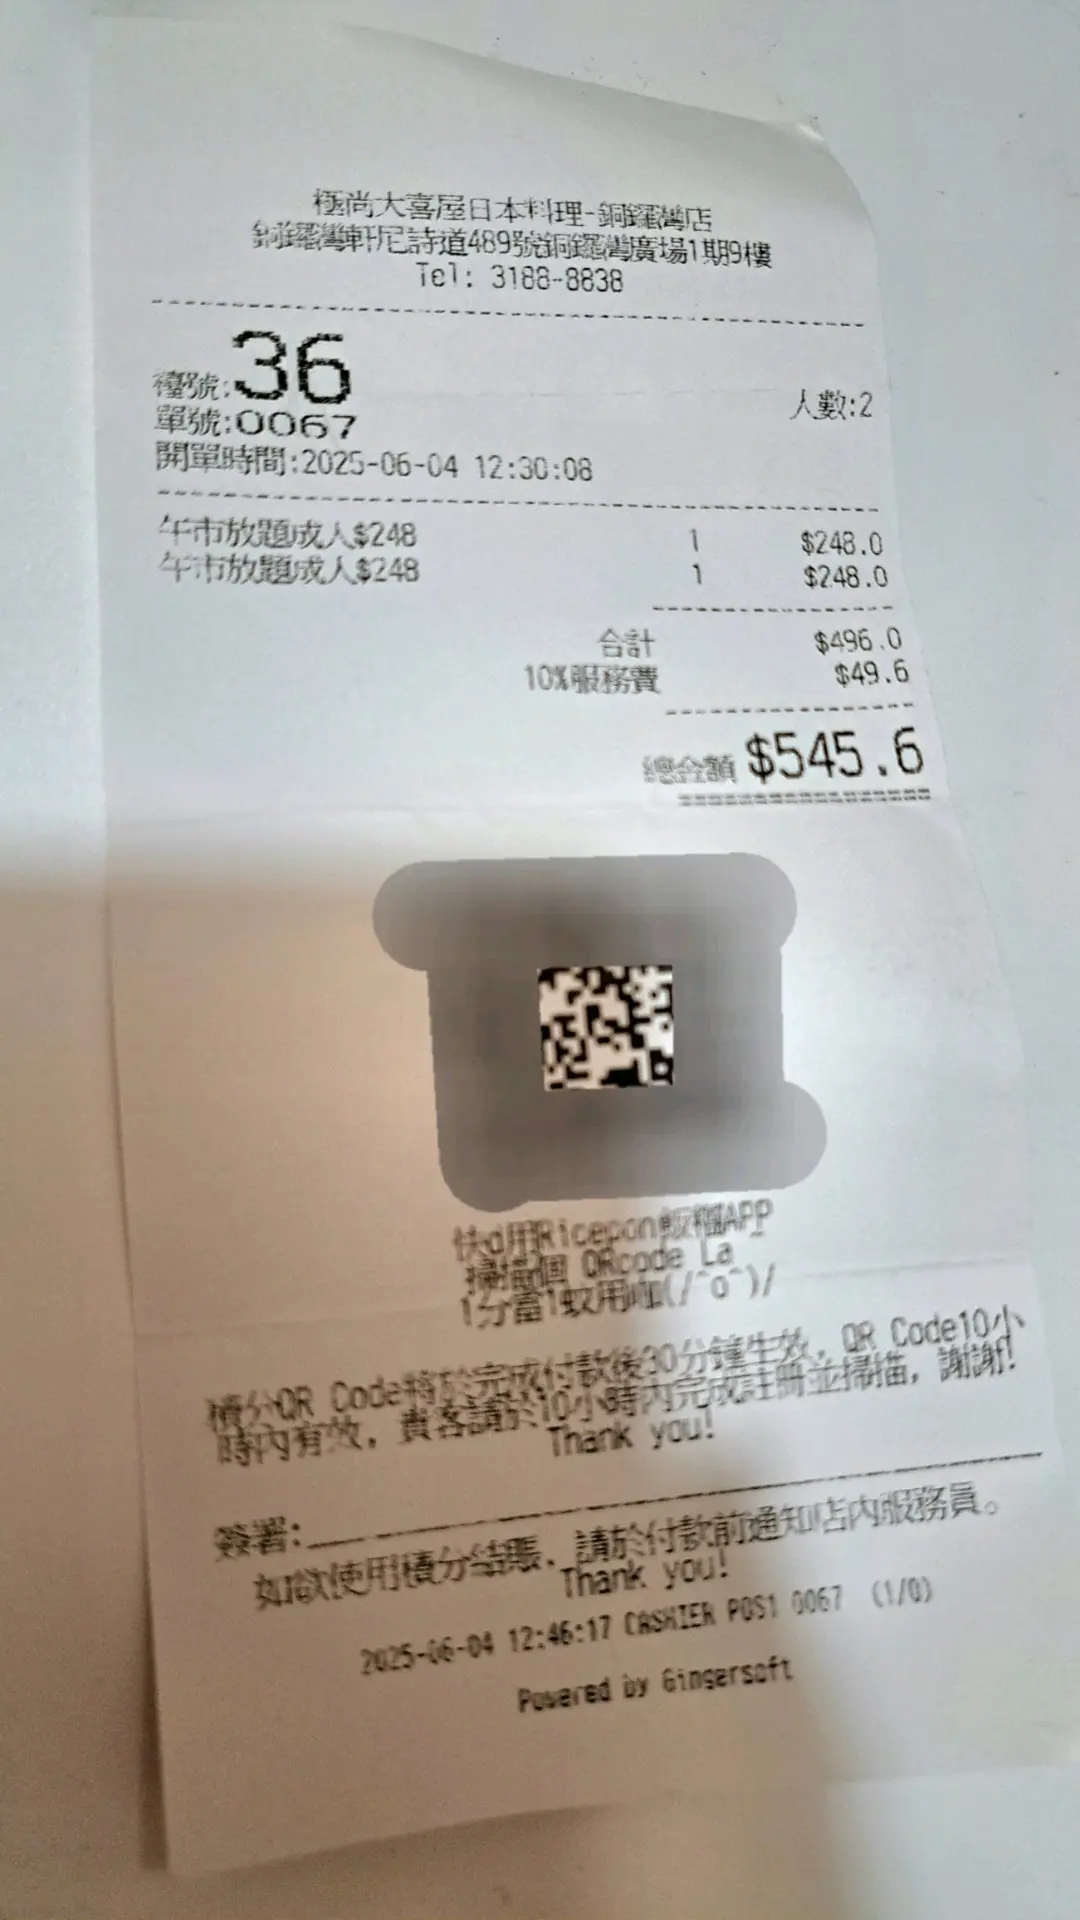 極尚大喜屋日本料理-銅鑼灣店
銅鑼灣軒尼詩道489號銅鑼灣廣場1期9樓
Tel: 3188-8838
檯號:36
人數:2
單號:0067
開單時間:2025-06-04 12:30:08
午市放題成人$248 1 $248.0
午市放題成人$248 1 $248.0
合計 $496.0
10%服務費 $49.6
總金額 $545.6
快d用Ricepon飯糰APP
掃描個 QRcode La
1分當1蚊用咖(/^o^)/
積分QR Code將於完成付款後30分鐘生效，QR Code10小
時內有效，貴客請於10小時內完成註冊並掃描，謝謝!
Thank you!
簽署:
如欲使用積分結賬、請於付款前通知店內服務員。
Thank you!
2025-06-04 12:46:17 CASHIER POS1 0067 (1/0)
Powered by Gingersoft